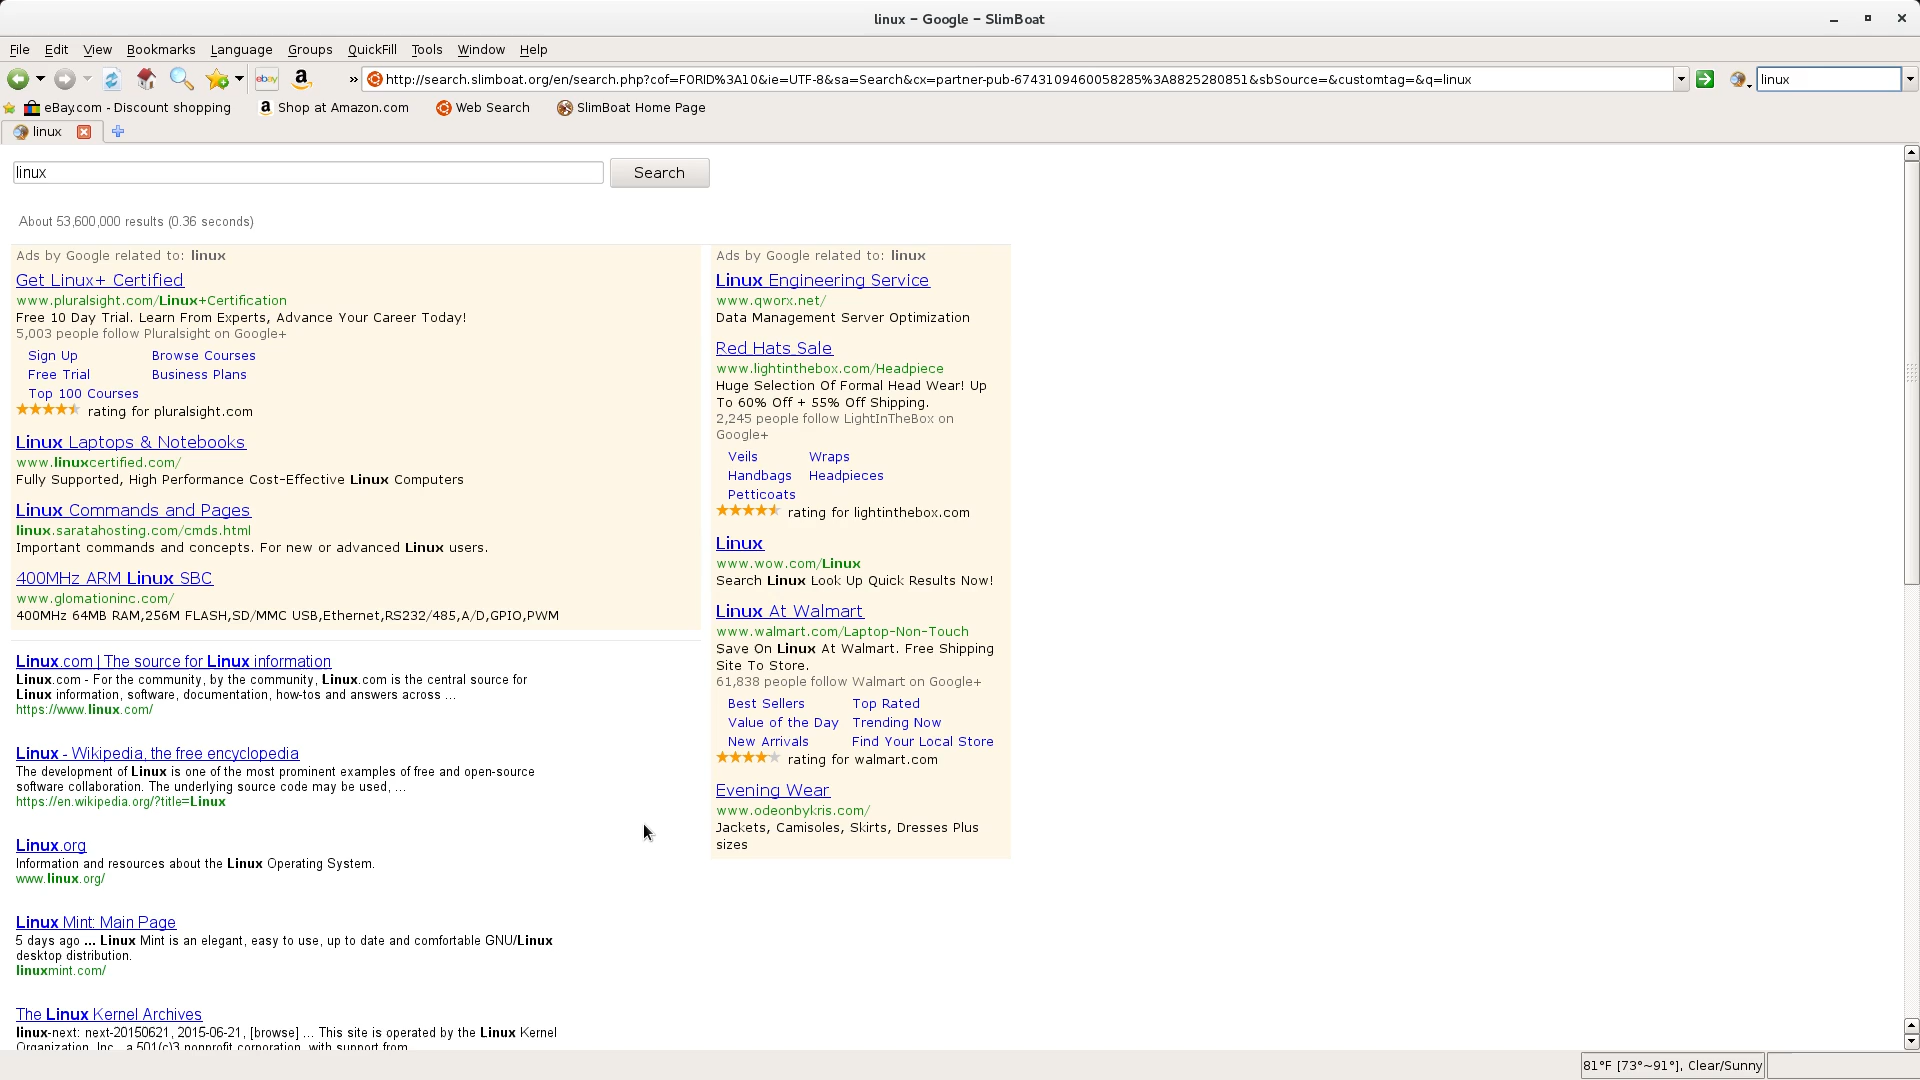 linux - Google - SlimBoat
File Edit View Bookmarks Language Groups QuickFill Tools Window Help
ebay a » http://search.slimboat.org/en/search.php?cof=FORID%3A10&ie=UTF-8&sa=Search&cx=partner-pub-6743109460058285%3A8825280851&sbSource=&customtag=&q=linux linux
eBay.com - Discount shopping a Shop at Amazon.com Web Search SlimBoat Home Page
linux
linux Search
About 53,600,000 results (0.36 seconds)
Ads by Google related to: linux
Get Linux+ Certified
www.pluralsight.com/Linux+Certification
Free 10 Day Trial. Learn From Experts, Advance Your Career Today!
5,003 people follow Pluralsight on Google+
Sign Up Browse Courses
Free Trial Business Plans
Top 100 Courses
rating for pluralsight.com
Linux Laptops & Notebooks
www.linuxcertified.com/
Fully Supported, High Performance Cost-Effective Linux Computers
Linux Commands and Pages
linux.saratahosting.com/cmds.html
Important commands and concepts. For new or advanced Linux users.
400MHz ARM Linux SBC
www.glomationinc.com/
400MHz 64MB RAM,256M FLASH,SD/MMC USB,Ethernet,RS232/485,A/D,GPIO,PWM
Linux.com | The source for Linux information
Linux.com - For the community, by the community, Linux.com is the central source for
Linux information, software, documentation, how-tos and answers across ...
https://www.linux.com/
Linux - Wikipedia, the free encyclopedia
The development of Linux is one of the most prominent examples of free and open-source
software collaboration. The underlying source code may be used, ...
https://en.wikipedia.org/?title=Linux
Linux.org
Information and resources about the Linux Operating System.
www.linux.org/
Linux Mint: Main Page
5 days ago ... Linux Mint is an elegant, easy to use, up to date and comfortable GNU/Linux
desktop distribution.
linuxmint.com/
The Linux Kernel Archives
linux-next: next-20150621, 2015-06-21, [browse] ... This site is operated by the Linux Kernel
Organization, Inc., a 501(c)3 nonprofit corporation, with support from
Ads by Google related to: linux
Linux Engineering Service
www.qworx.net/
Data Management Server Optimization
Red Hats Sale
www.lightinthebox.com/Headpiece
Huge Selection Of Formal Head Wear! Up
To 60% Off + 55% Off Shipping.
2,245 people follow LightInTheBox on
Google+
Veils Wraps
Handbags Headpieces
Petticoats
rating for lightinthebox.com
Linux
www.wow.com/Linux
Search Linux Look Up Quick Results Now!
Linux At Walmart
www.walmart.com/Laptop-Non-Touch
Save On Linux At Walmart. Free Shipping
Site To Store.
61,838 people follow Walmart on Google+
Best Sellers Top Rated
Value of the Day Trending Now
New Arrivals Find Your Local Store
rating for walmart.com
Evening Wear
www.odeonbykris.com/
Jackets, Camisoles, Skirts, Dresses Plus
sizes
81°F [73°~91°], Clear/Sunny